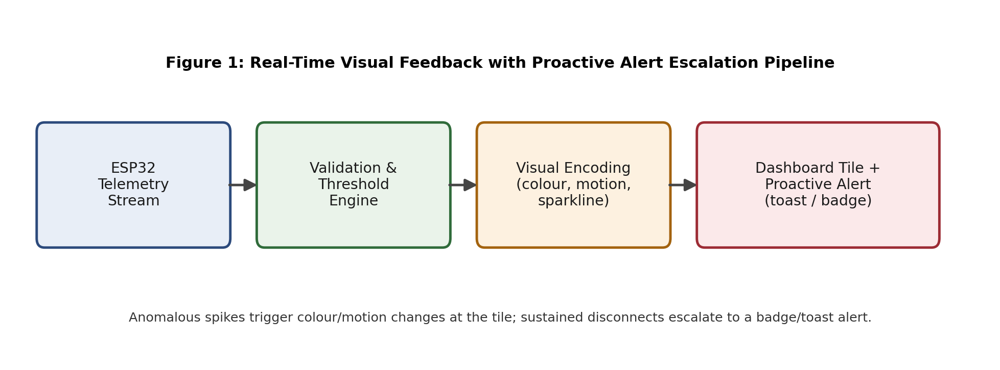 Figure 1: Real-Time Visual Feedback with Proactive Alert Escalation Pipeline
ESP32
Telemetry
Stream
Validation &
Threshold
Engine
Visual Encoding
(colour, motion,
sparkline)
Dashboard Tile +
Proactive Alert
(toast / badge)
Anomalous spikes trigger colour/motion changes at the tile; sustained disconnects escalate to a badge/toast alert.